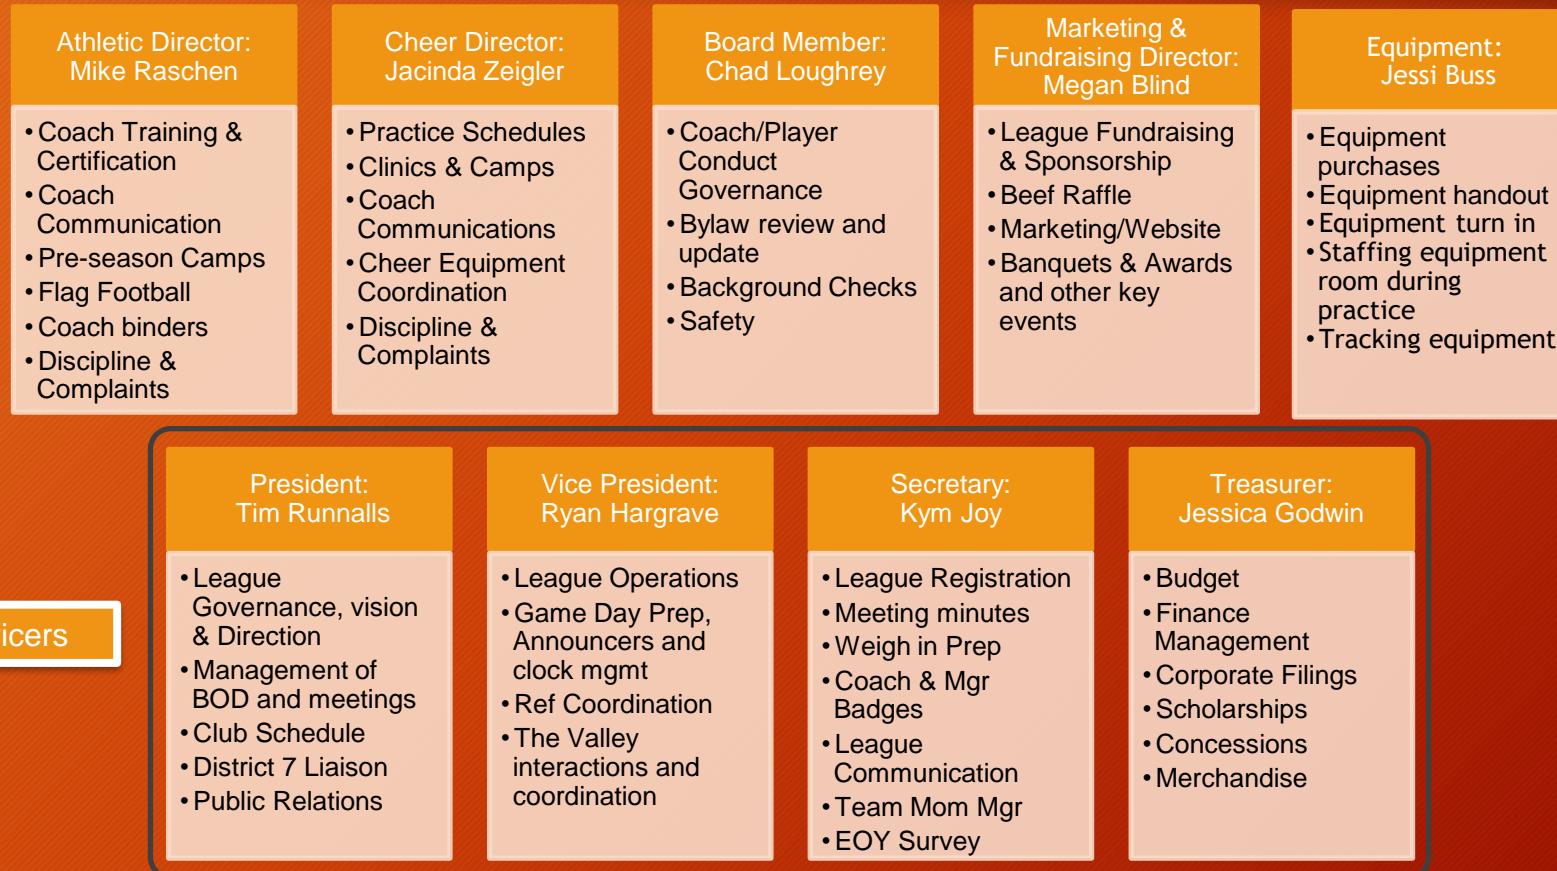 Athletic Director:
Mike Raschen
• Coach Training &
Certification
• Coach
Communication
• Pre-season Camps
• Flag Football
• Coach binders
• Discipline &
Complaints
Cheer Director:
Jacinda Zeigler
• Practice Schedules
• Clinics & Camps
• Coach
Communications
• Cheer Equipment
Coordination
• Discipline &
Complaints
Board Member:
Chad Loughrey
• Coach/Player
Conduct
Governance
• Bylaw review and
update
• Background Checks
• Safety
Marketing &
Fundraising Director:
Megan Blind
• League Fundraising
& Sponsorship
• Beef Raffle
• Marketing/Website
• Banquets & Awards
and other key
events
Equipment:
Jessi Buss
• Equipment
purchases
• Equipment handout
• Equipment turn in
• Staffing equipment
room during
practice
• Tracking equipment
icers
President:
Tim Runnalls
• League
Governance, vision
& Direction
• Management of
BOD and meetings
• Club Schedule
• District 7 Liaison
• Public Relations
Vice President:
Ryan Hargrave
• League Operations
• Game Day Prep,
Announcers and
clock mgmt
• Ref Coordination
• The Valley
interactions and
coordination
Secretary:
Kym Joy
• League Registration
• Meeting minutes
• Weigh in Prep
• Coach & Mgr
Badges
• League
Communication
• Team Mom Mgr
• EOY Survey
Treasurer:
Jessica Godwin
• Budget
• Finance
Management
• Corporate Filings
• Scholarships
• Concessions
• Merchandise